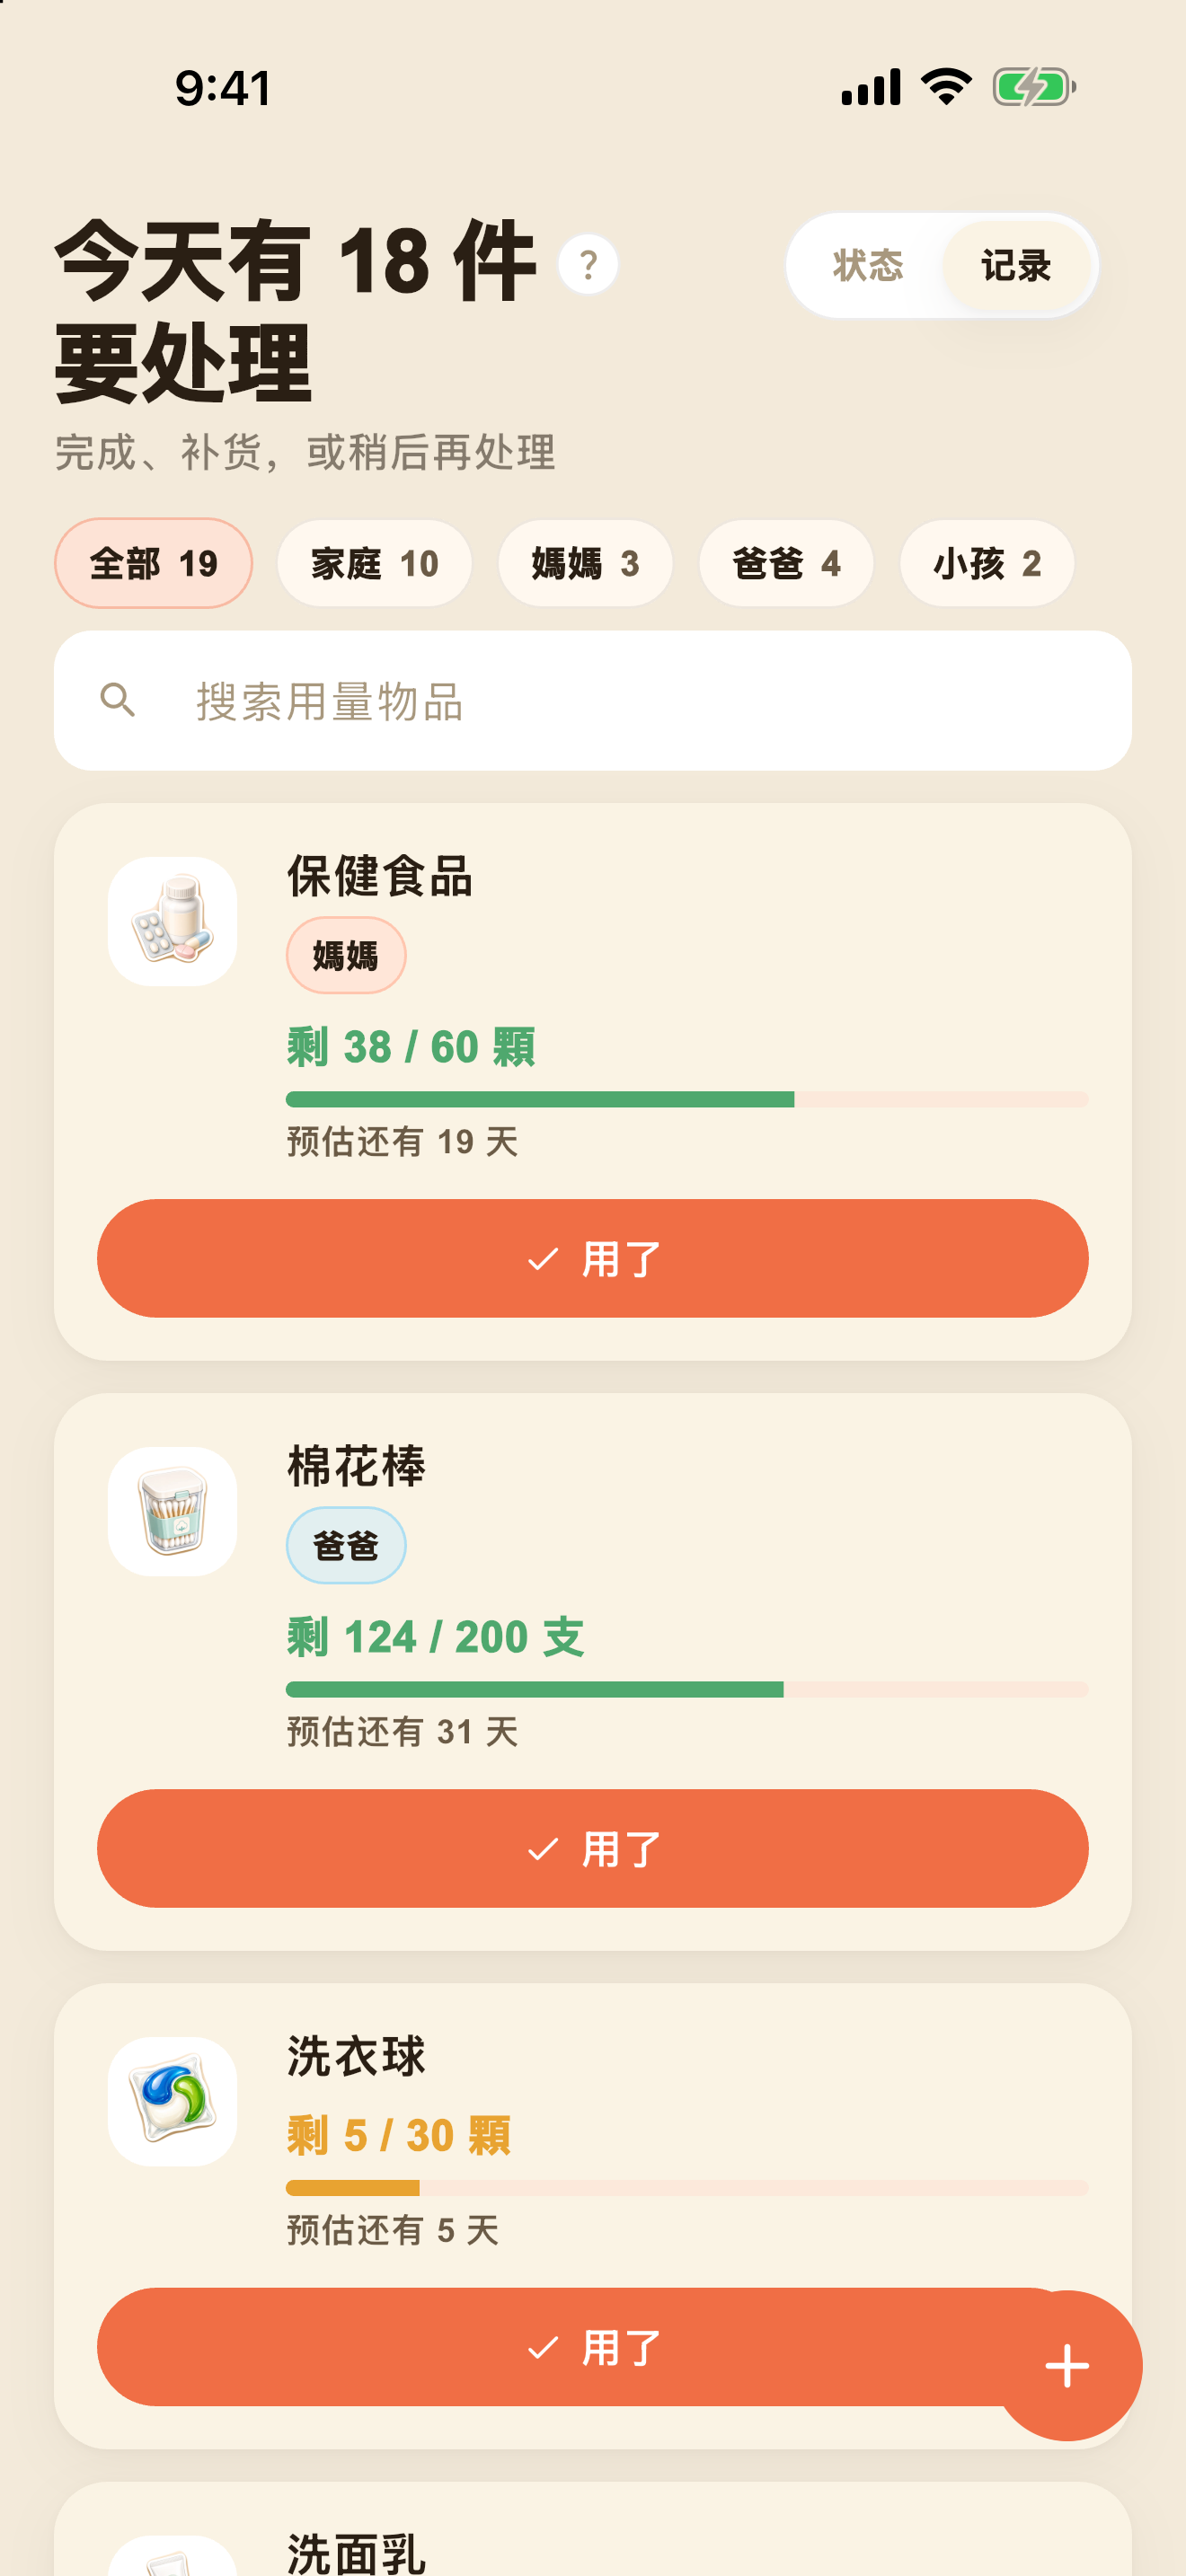 9:41
今天有 18 件
?
要处理
状态 记录
完成、补货，或稍后再处理
全部 19 家庭 10 媽媽 3 爸爸 4 小孩 2
搜索用量物品
保健食品
媽媽
剩 38 / 60 顆
预估还有 19 天
用了
棉花棒
爸爸
剩 124 / 200 支
预估还有 31 天
用了
洗衣球
剩 5 / 30 顆
预估还有 5 天
用了
洗面乳